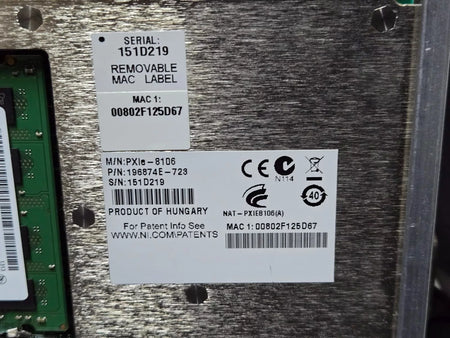 SERIAL:
151D219
REMOVABLE
MAC LABEL
MAC 1:
00802F125D67
M/N:PXIe-8106
P/N:196874E-723
S/N:151D219
PRODUCT OF HUNGARY
For Patent Info See
WWW.NI.COM\PATENTS
CE
N114
40
NAT-PXIE8106(A)
MAC 1: 00802F125D67